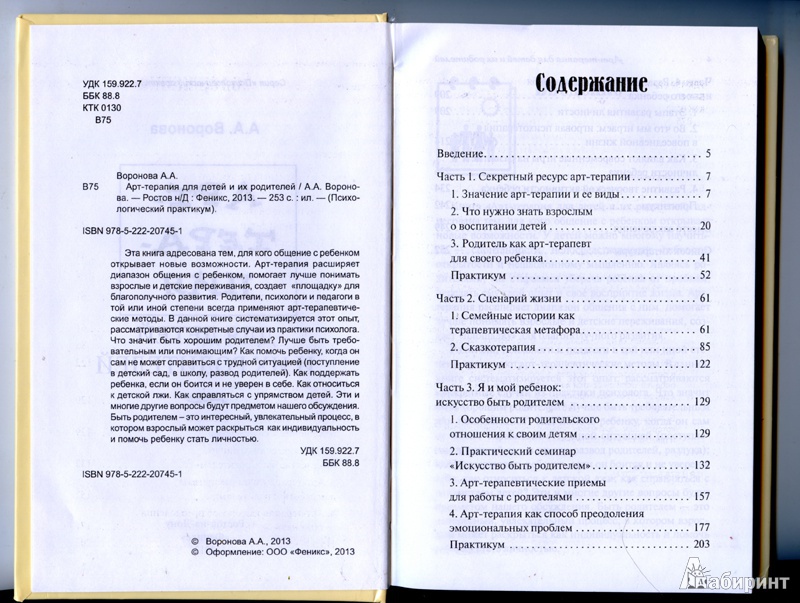 УДК 159.922.7
ББК 88.8
КТК 0130
В75
Воронова А.А.
В75 Арт-терапия для детей и их родителей / А.А. Вороно-
ва. — Ростов н/Д : Феникс, 2013. — 253 с. : ил. — (Психо-
логический практикум).
ISBN 978-5-222-20745-1
Эта книга адресована тем, для кого общение с ребенком
открывает новые возможности. Арт-терапия расширяет
диапазон общения с ребенком, помогает лучше понимать
взрослые и детские переживания, создает «площадку» для
благополучного развития. Родители, психологи и педагоги в
той или иной степени всегда применяют арт-терапевтичес-
кие методы. В данной книге систематизируется этот опыт,
рассматриваются конкретные случаи из практики психолога.
Что значит быть хорошим родителем? Лучше быть требо-
вательным или понимающим? Как помочь ребенку, когда он
сам не может справиться с трудной ситуацией (поступление
в детский сад, в школу, развод родителей). Как поддержать
ребенка, если он боится и не уверен в себе. Как относиться
к детской лжи. Как справляться с упрямством детей. Эти и
многие другие вопросы будут предметом нашего обсуждения.
Быть родителем – это интересный, увлекательный процесс, в
котором взрослый может раскрыться как индивидуальность
и помочь ребенку стать личностью.
УДК 159.922.7
ББК 88.8
ISBN 978-5-222-20745-1
© Воронова А.А., 2013
© Оформление: ООО «Феникс», 2013
Содержание
Введение. 5
Часть 1. Секретный ресурс арт-терапии 7
1. Значение арт-терапии и ее виды 7
2. Что нужно знать взрослым
о воспитании детей 20
3. Родитель как арт-терапевт
для своего ребенка 41
Практикум 52
Часть 2. Сценарий жизни 61
1. Семейные истории как
терапевтическая метафора 61
2. Сказкотерапия 85
Практикум 122
Часть 3. Я и мой ребенок:
искусство быть родителем 129
1. Особенности родительского
отношения к своим детям 129
2. Практический семинар
«Искусство быть родителем» 132
3. Арт-терапевтические приемы
для работы с родителями 157
4. Арт-терапия как способ преодоления
эмоциональных проблем 177
Практикум 203
Лабиринт